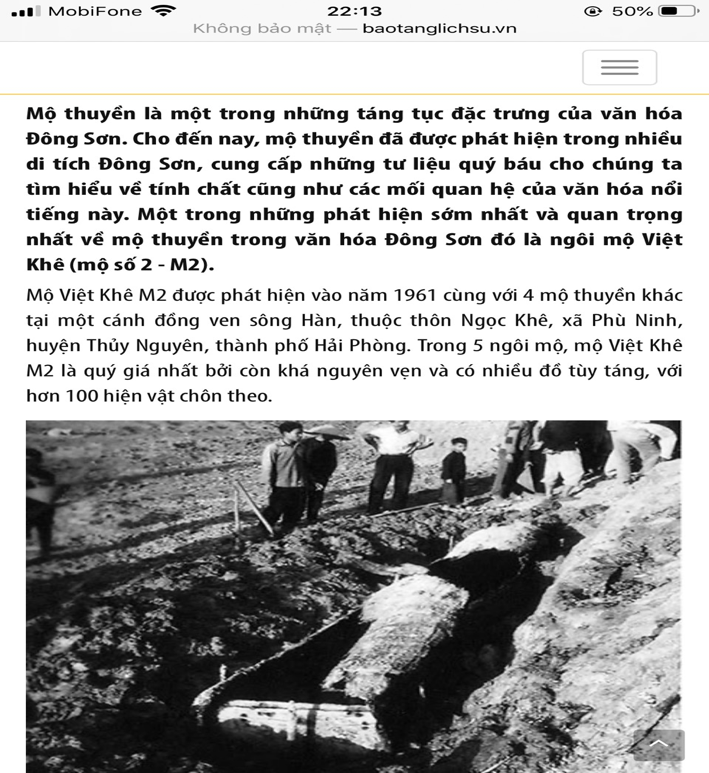 MobiFone
22:13
50%
Không bảo mật — baotanglichsu.vn
Mộ thuyền là một trong những táng tục đặc trưng của văn hóa
Đông Sơn. Cho đến nay, mộ thuyền đã được phát hiện trong nhiều
di tích Đông Sơn, cung cấp những tư liệu quý báu cho chúng ta
tìm hiểu về tính chất cũng như các mối quan hệ của văn hóa nổi
tiếng này. Một trong những phát hiện sớm nhất và quan trọng
nhất về mộ thuyền trong văn hóa Đông Sơn đó là ngôi mộ Việt
Khê (mộ số 2 - M2).
Mộ Việt Khê M2 được phát hiện vào năm 1961 cùng với 4 mộ thuyền khác
tại một cánh đồng ven sông Hàn, thuộc thôn Ngọc Khê, xã Phù Ninh,
huyện Thủy Nguyên, thành phố Hải Phòng. Trong 5 ngôi mộ, mộ Việt Khê
M2 là quý giá nhất bởi còn khá nguyên vẹn và có nhiều đồ tùy táng, với
hơn 100 hiện vật chôn theo.